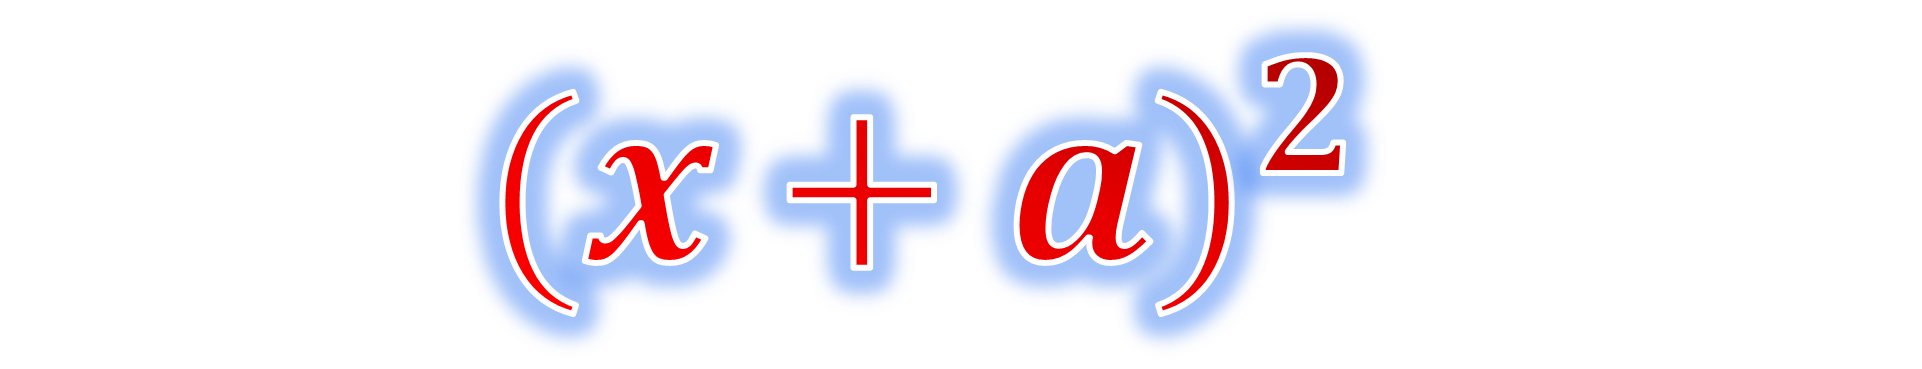 (x + a)²